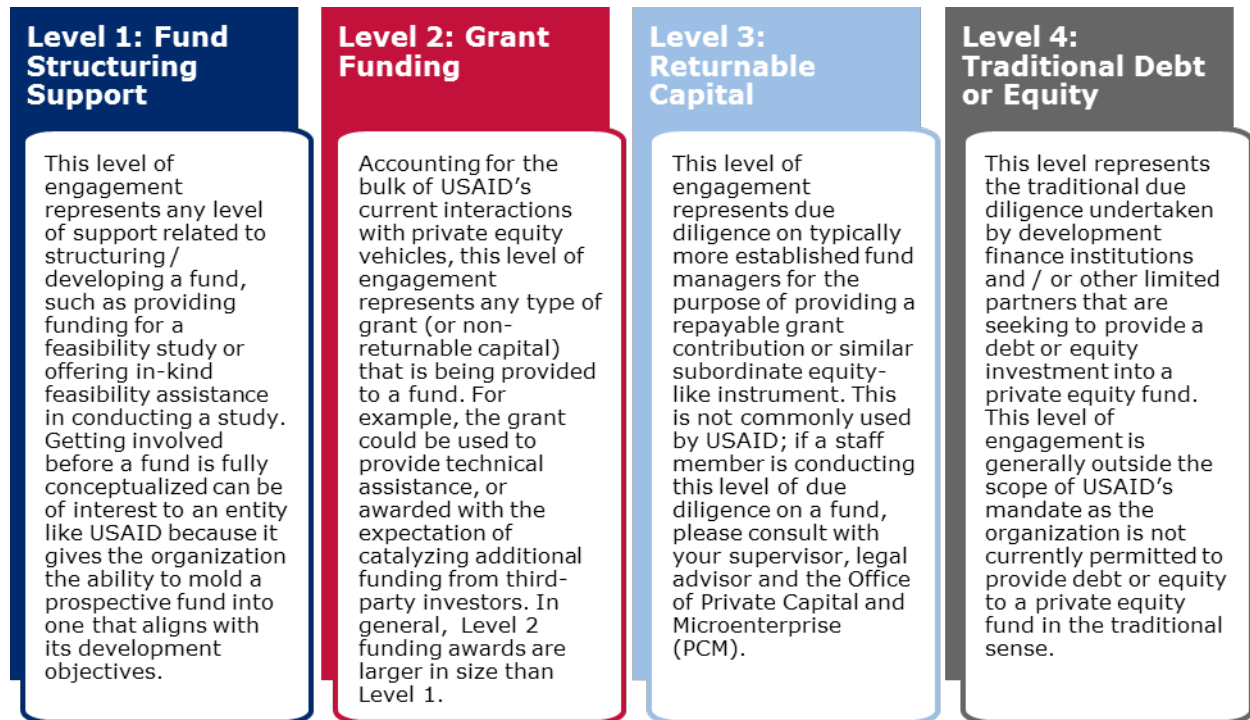 Level 1: Fund
Structuring
Support
This level of
engagement
represents any level
of support related to
structuring /
developing a fund,
such as providing
funding for a
feasibility study or
offering in-kind
feasibility assistance
in conducting a study.
Getting involved
before a fund is fully
conceptualized can be
of interest to an entity
like USAID because it
gives the organization
the ability to mold a
prospective fund into
one that aligns with
its development
objectives.
Level 2: Grant
Funding
Accounting for the
bulk of USAID’s
current interactions
with private equity
vehicles, this level of
engagement
represents any type of
grant (or non-
returnable capital)
that is being provided
to a fund. For
example, the grant
could be used to
provide technical
assistance, or
awarded with the
expectation of
catalyzing additional
funding from third-
party investors. In
general, Level 2
funding awards are
larger in size than
Level 1.
Level 3:
Returnable
Capital
This level of
engagement
represents due
diligence on typically
more established fund
managers for the
purpose of providing a
repayable grant
contribution or similar
subordinate equity-
like instrument. This
is not commonly used
by USAID; if a staff
member is conducting
this level of due
diligence on a fund,
please consult with
your supervisor, legal
advisor and the Office
of Private Capital and
Microenterprise
(PCM).
Level 4:
Traditional Debt
or Equity
This level represents
the traditional due
diligence undertaken
by development
finance institutions
and / or other limited
partners that are
seeking to provide a
debt or equity
investment into a
private equity fund.
This level of
engagement is
generally outside the
scope of USAID’s
mandate as the
organization is not
currently permitted to
provide debt or equity
to a private equity
fund in the traditional
sense.